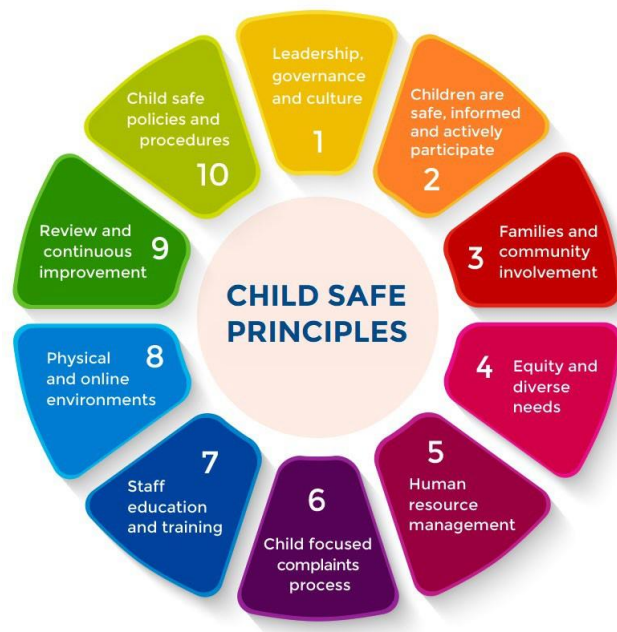 CHILD SAFE
PRINCIPLES
Leadership,
governance
and culture
1
Children are
safe, informed
and actively
participate
2
Families and
community
involvement
3
4
Equity and
diverse
needs
5
Human
resource
management
6
Child focused
complaints
process
7
Staff
education
and training
8
Physical
and online
environments
9
Review and
continuous
improvement
Child safe
policies and
procedures
10